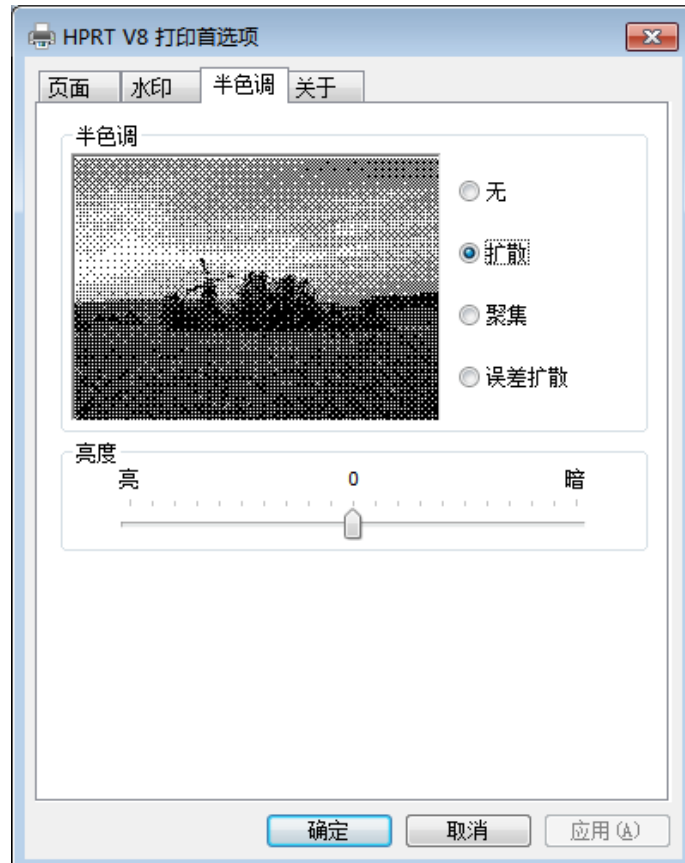 HPRT V8 打印首选项
页面 水印 半色调 关于
半色调
无
扩散
聚集
误差扩散
亮度
亮 0 暗
确定 取消 应用(A)